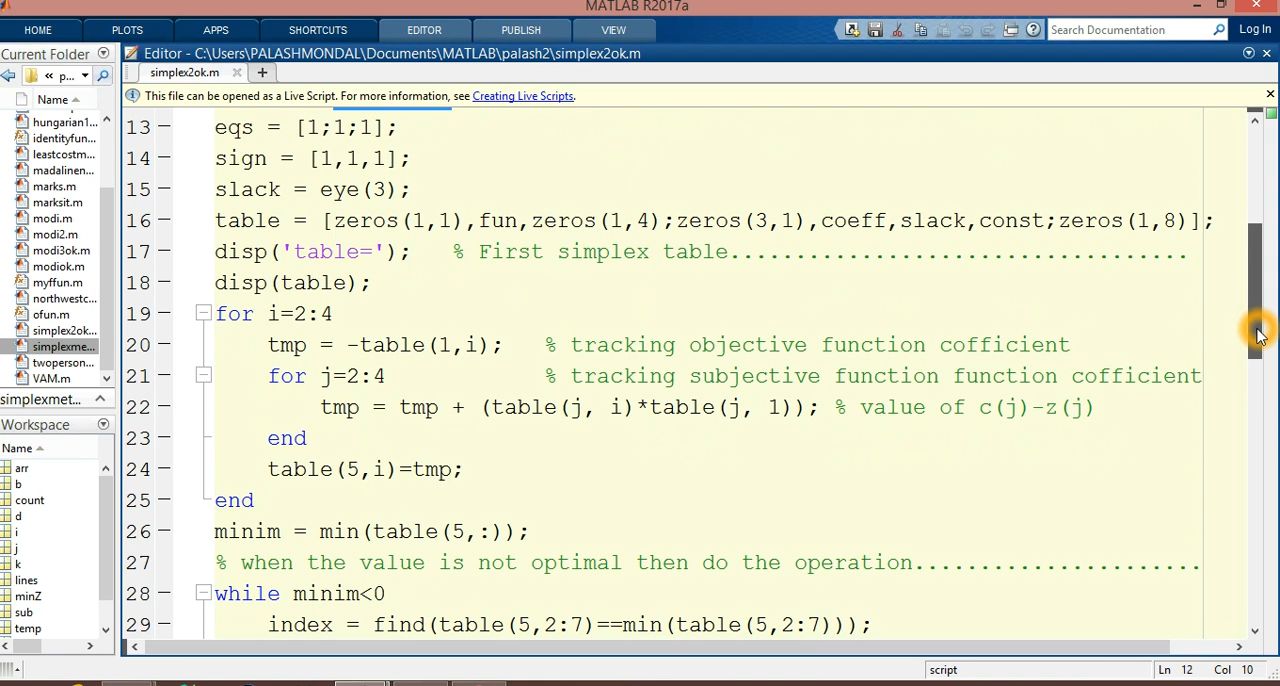 MATLAB R2017a
HOME PLOTS APPS SHORTCUTS EDITOR PUBLISH VIEW Search Documentation Log In
Current Folder
Editor - C:\Users\PALASHMONDAL\Documents\MATLAB\palash2\simplex2ok.m
« p...
simplex2ok.m
Name
This file can be opened as a Live Script. For more information, see Creating Live Scripts.
hungarian1...
identityfun...
leastcostm...
madalinen...
marks.m
marksit.m
modi.m
modi2.m
modi3ok.m
modiok.m
myffun.m
northwestc...
ofun.m
simplex2ok...
simplexme...
twoperson...
VAM.m
simplexmet...
Workspace
Name
arr
b
count
d
i
j
k
lines
minZ
sub
temp
13 – eqs = [1;1;1];
14 – sign = [1,1,1];
15 – slack = eye(3);
16 – table = [zeros(1,1),fun,zeros(1,4);zeros(3,1),coeff,slack,const;zeros(1,8)];
17 – disp('table='); % First simplex table...................................
18 – disp(table);
19 – for i=2:4
20 – tmp = -table(1,i); % tracking objective function cofficient
21 – for j=2:4 % tracking subjective function function cofficient
22 – tmp = tmp + (table(j, i)*table(j, 1)); % value of c(j)-z(j)
23 – end
24 – table(5,i)=tmp;
25 – end
26 – minim = min(table(5,:));
27 % when the value is not optimal then do the operation......................
28 – while minim<0
29 – index = find(table(5,2:7)==min(table(5,2:7)));
script Ln 12 Col 10